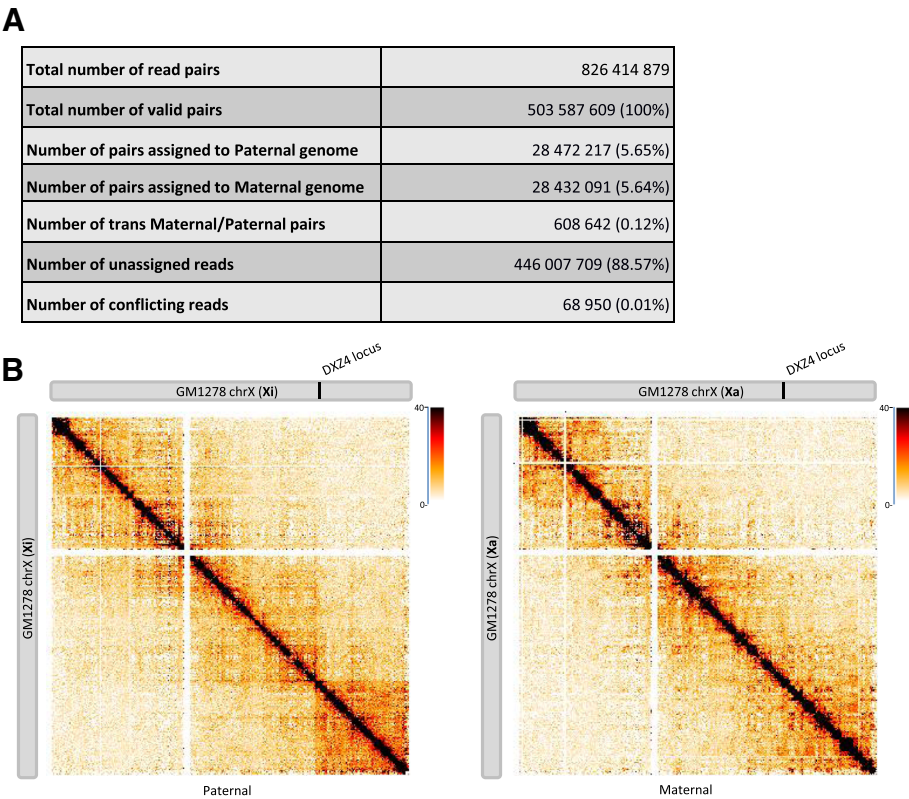 A
Total number of read pairs 826 414 879
Total number of valid pairs 503 587 609 (100%)
Number of pairs assigned to Paternal genome 28 472 217 (5.65%)
Number of pairs assigned to Maternal genome 28 432 091 (5.64%)
Number of trans Maternal/Paternal pairs 608 642 (0.12%)
Number of unassigned reads 446 007 709 (88.57%)
Number of conflicting reads 68 950 (0.01%)
B
DXZ4 locus
GM1278 chrX (Xi)
40
0
GM1278 chrX (Xi)
Paternal
DXZ4 locus
GM1278 chrX (Xa)
40
0
GM1278 chrX (Xa)
Maternal